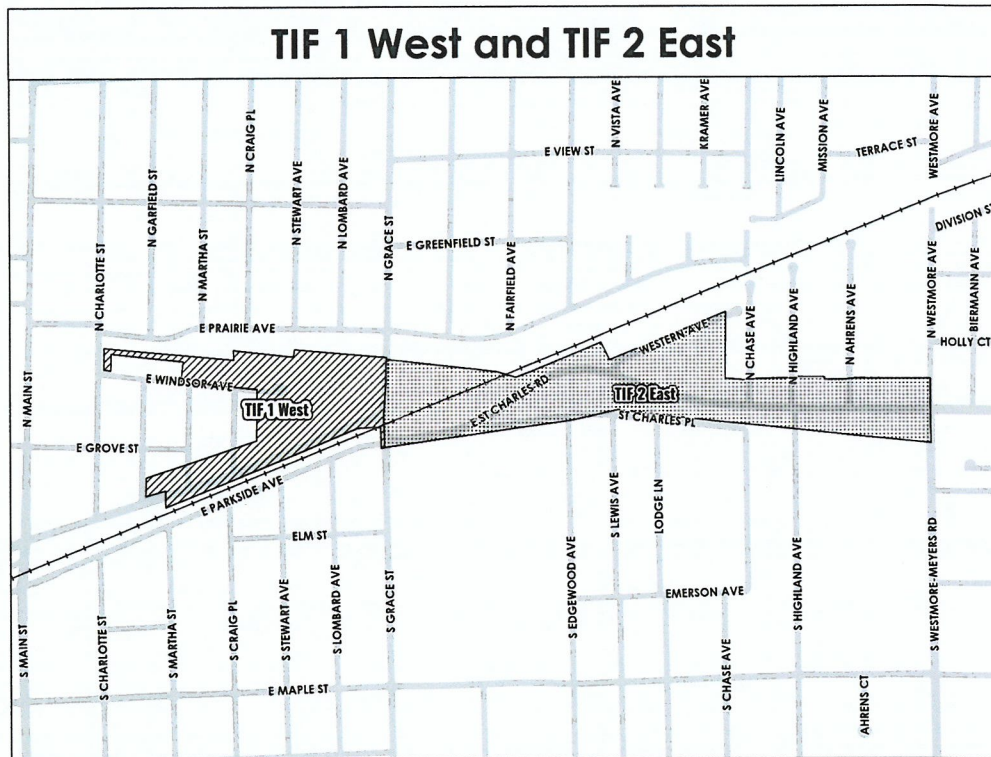 TIF 1 West and TIF 2 East
N VISTA AVE
KRAMER AVE
LINCOLN AVE
MISSION AVE
WESTMORE AVE
N CRAIG PL
E VIEW ST
TERRACE ST
N GARFIELD ST
N STEWART AVE
N LOMBARD AVE
N GRACE ST
DIVISION ST
N CHARLOTTE ST
N MARTHA ST
E GREENFIELD ST
N FAIRFIELD AVE
N WESTMORE AVE
BIERMANN AVE
E PRAIRIE AVE
WESTERN AVE
N CHASE AVE
N HIGHLAND AVE
N AHRENS AVE
HOLLY CT
N MAIN ST
E WINDSOR AVE
E ST CHARLES RD
TIF 2 East
TIF 1 West
ST CHARLES PL
E GROVE ST
E PARKSIDE AVE
S LEWIS AVE
LODGE LN
ELM ST
S MAIN ST
S CHARLOTTE ST
S MARTHA ST
S CRAIG PL
S STEWART AVE
S LOMBARD AVE
S GRACE ST
S EDGEWOOD AVE
EMERSON AVE
S HIGHLAND AVE
S WESTMORE-MEYERS RD
E MAPLE ST
S CHASE AVE
AHRENS CT